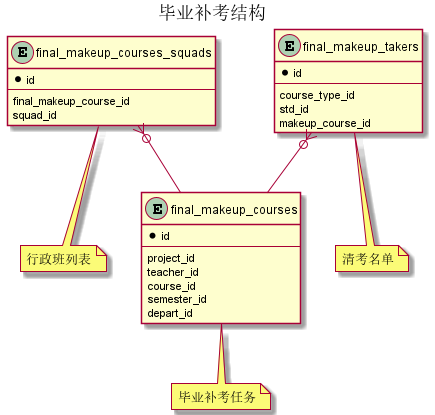 毕业补考结构
E final_makeup_courses_squads
id
final_makeup_course_id
squad_id
E final_makeup_takers
id
course_type_id
std_id
makeup_course_id
行政班列表
E final_makeup_courses
id
project_id
teacher_id
course_id
semester_id
depart_id
清考名单
毕业补考任务